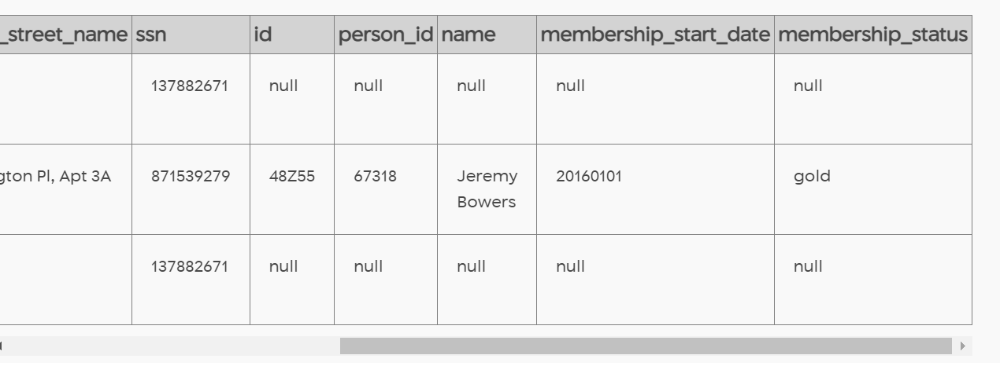 _street_name ssn id person_id name membership_start_date membership_status
137882671 null null null null null
gton Pl, Apt 3A 871539279 48Z55 67318 Jeremy 20160101 gold
Bowers
137882671 null null null null null